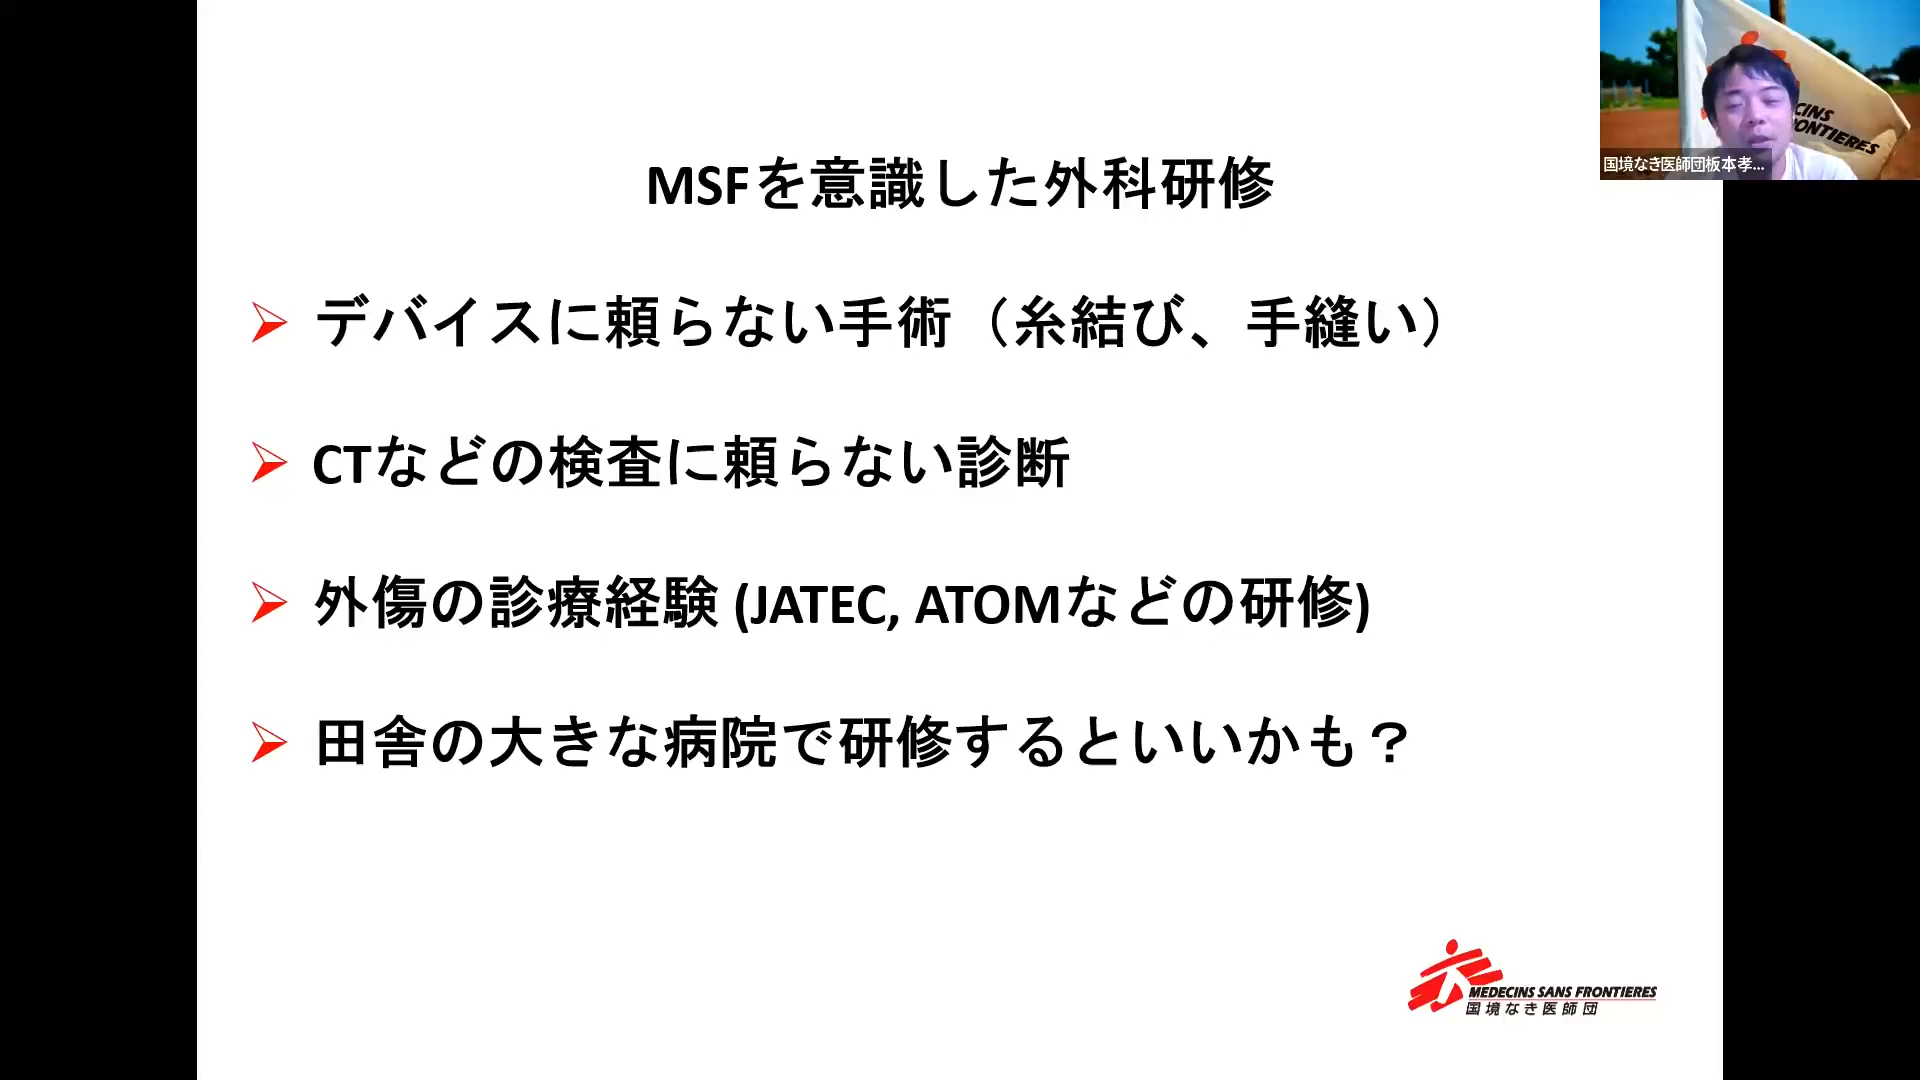 MSFを意識した外科研修
デバイスに頼らない手術（糸結び、手縫い）
CTなどの検査に頼らない診断
外傷の診療経験 (JATEC, ATOMなどの研修)
田舎の大きな病院で研修するといいかも？
CINS
FRONTIERES
国境なき医師団板本孝...
MEDECINS SANS FRONTIERES
国境なき医師団